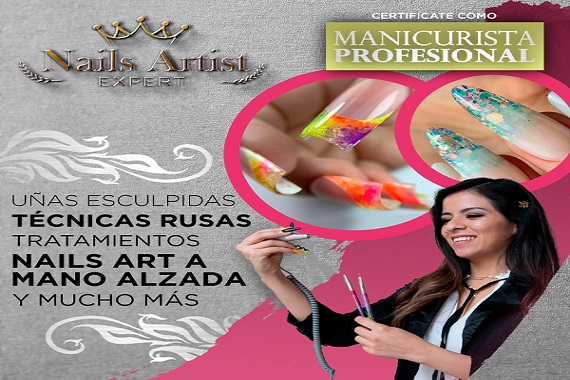 CERTIFICATE COMO
MANICURISTA
PROFESIONAL
Nails Artist
EXPERT
UÑAS ESCULPIDAS
TÉCNICAS RUSAS
TRATAMIENTOS
NAILS ART A
MANO ALZADA
Y MUCHO MÁS